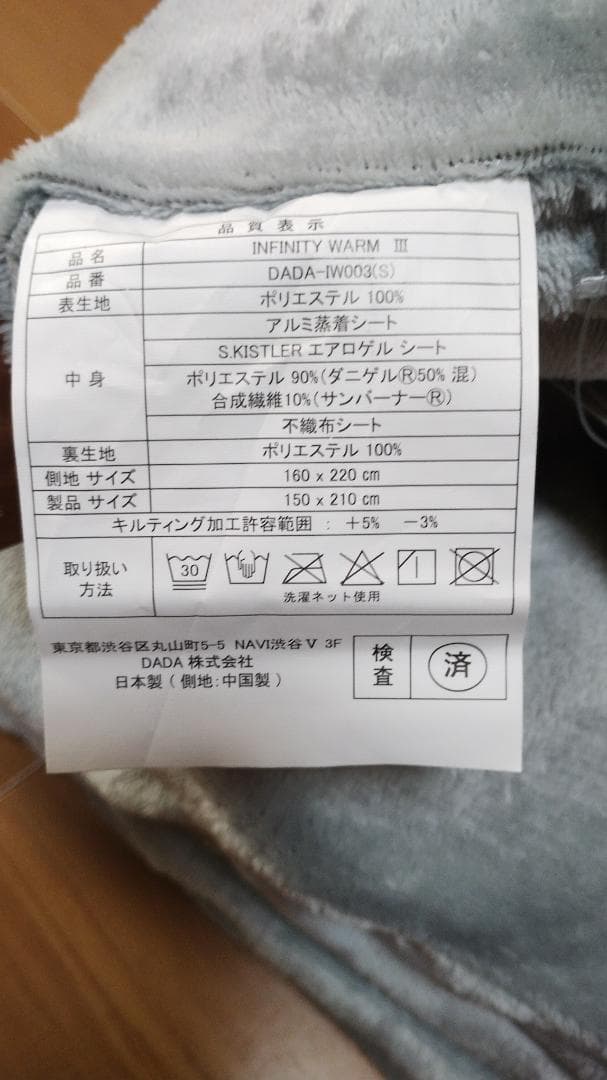 品質表示
品名 INFINITY WARM Ⅲ
品番 DADA-IW003(S)
表生地 ポリエステル 100%
中身 アルミ蒸着シート
S.KISTLER エアロゲル シート
ポリエステル 90%(ダニゲルⓇ50% 混)
合成繊維10%(サンバーナーⓇ)
不織布シート
裏生地 ポリエステル 100%
側地 サイズ 160 x 220 cm
製品 サイズ 150 x 210 cm
キルティング加工許容範囲 : +5% -3%
取り扱い方法 30
洗濯ネット使用
東京都渋谷区丸山町5-5 NAVI渋谷Ⅴ 3F
DADA 株式会社
日本製 ( 側地:中国製 )
検査 済